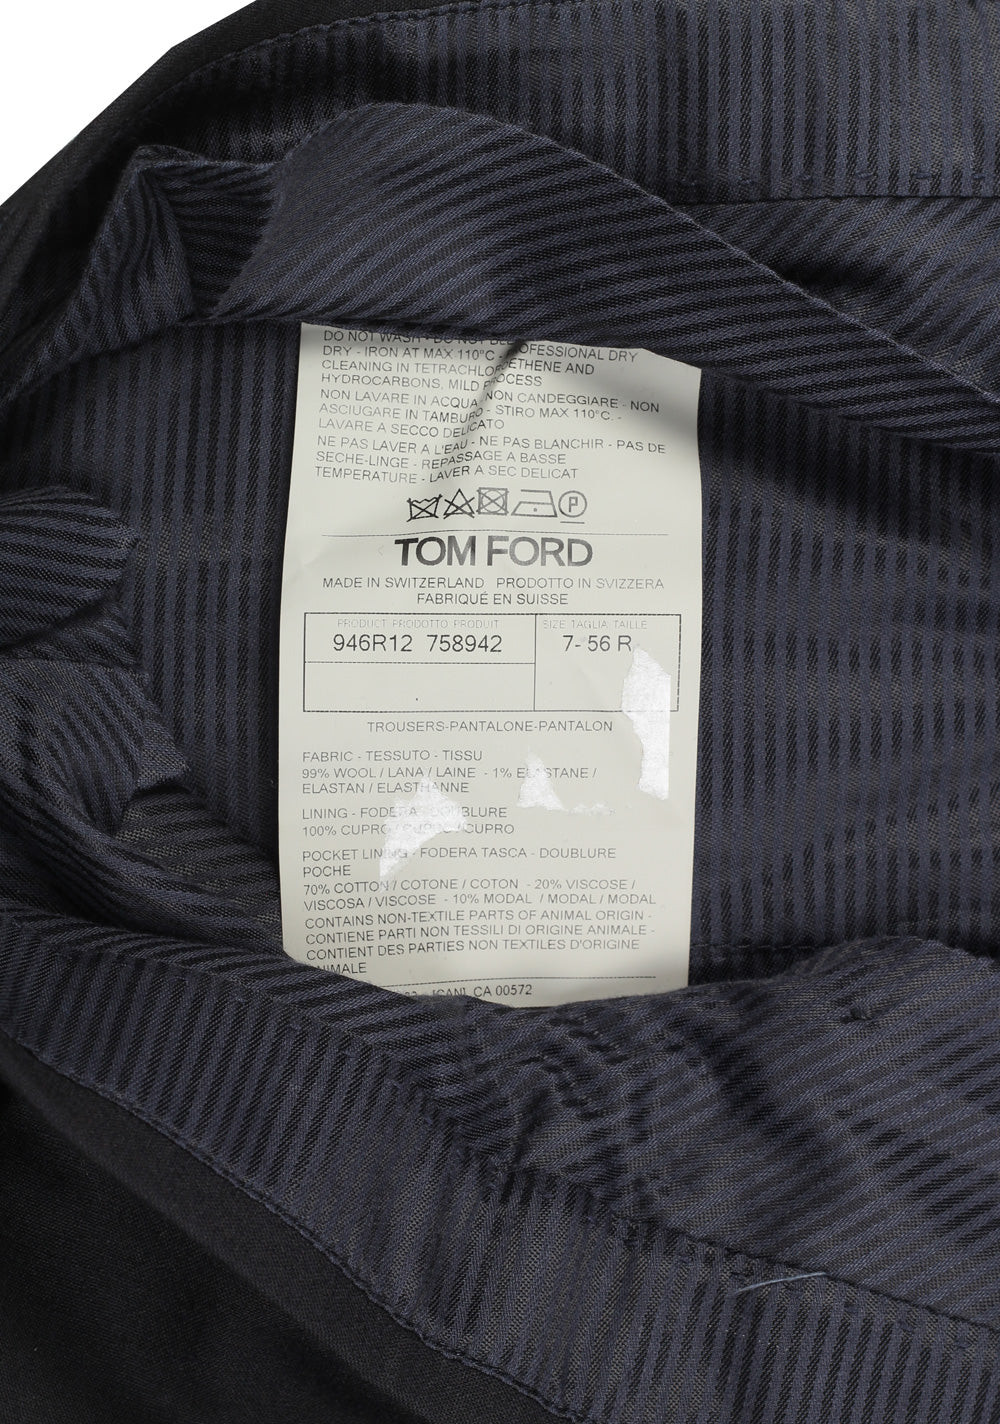 DO NOT WASH - DO NOT
PROFESSIONAL DRY
DRY - IRON AT MAX 110°C -
CLEANING IN TETRACHLOROETHENE AND
HYDROCARBONS, MILD PROCESS
NON LAVARE IN ACQUA NON CANDEGGIARE - NON
ASCIUGARE IN TAMBURO - STIRO MAX 110°C. -
LAVARE A SECCO DELICATO
NE PAS LAVER A L'EAU - NE PAS BLANCHIR - PAS DE
SECHE-LINGE - REPASSAGE A BASSE
TEMPERATURE - LAVER A SEC DELICAT
P
TOM FORD
MADE IN SWITZERLAND PRODOTTO IN SVIZZERA
FABRIQUÉ EN SUISSE
PRODUCT PRODOTTO PRODUIT
SIZE TAGLIA TAILLE
946R12 758942
7- 56 R
TROUSERS-PANTALONE-PANTALON
FABRIC - TESSUTO - TISSU
99% WOOL / LANA / LAINE - 1% ELASTANE /
ELASTAN / ELASTHANNE
LINING - FODERA - DOUBLURE
100% CUPRO / CUPRO / CUPRO
POCKET LINING - FODERA TASCA - DOUBLURE
POCHE
70% COTTON / COTONE / COTON - 20% VISCOSE /
VISCOSA / VISCOSE - 10% MODAL / MODAL / MODAL
CONTAINS NON-TEXTILE PARTS OF ANIMAL ORIGIN -
CONTIENE PARTI NON TESSILI DI ORIGINE ANIMALE -
CONTIENT DES PARTIES NON TEXTILES D'ORIGINE
ANIMALE
CA 00572